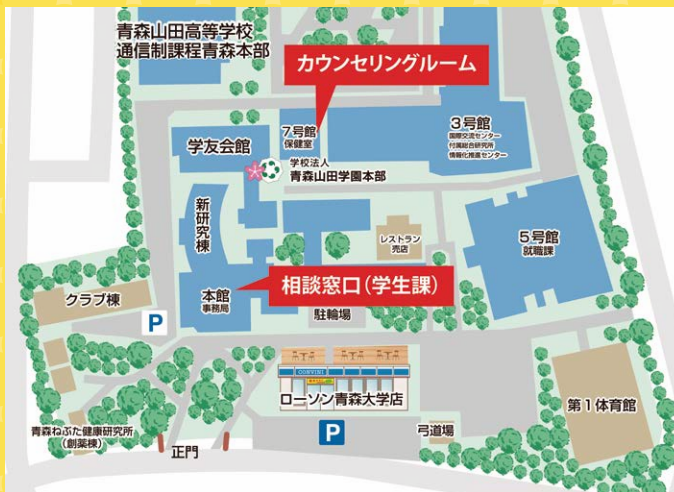 青森山田高等学校
通信制課程青森本部
カウンセリングルーム
学友会館
7号館
保健室
3号館
国際交流センター
付属総合研究所
情報化推進センター
学校法人
青森山田学園本部
新研究棟
レストラン
売店
5号館
就職課
相談窓口(学生課)
本館
事務局
クラブ棟
P
駐輪場
CONVINI
ローソン青森大学店
第1体育館
P
弓道場
青森ねぶた健康研究所
(創薬棟)
正門